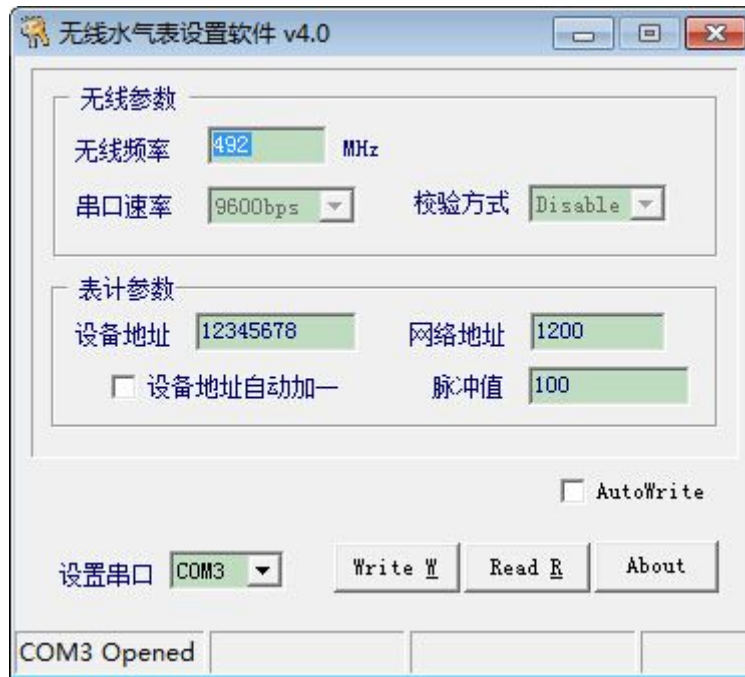 无线水气表设置软件 v4.0
无线参数
无线频率 492 MHz
串口速率 9600bps 校验方式 Disable
表计参数
设备地址 12345678 网络地址 1200
设备地址自动加一 脉冲值 100
AutoWrite
设置串口 COM3 Write W Read R About
COM3 Opened